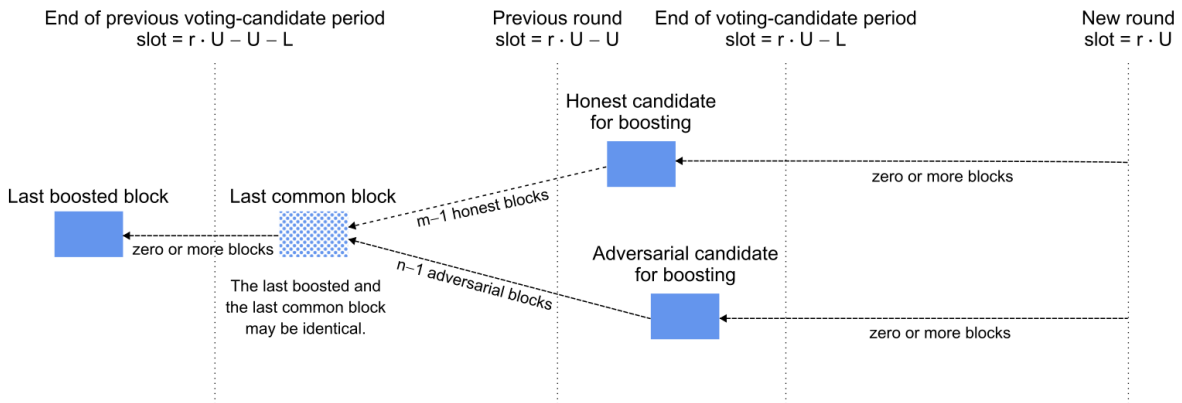 End of previous voting-candidate period
slot = r · U – U – L
Previous round
slot = r · U – U
End of voting-candidate period
slot = r · U – L
New round
slot = r · U
Honest candidate
for boosting
zero or more blocks
Last boosted block
Last common block
m–1 honest blocks
zero or more blocks
Adversarial candidate
for boosting
n–1 adversarial blocks
The last boosted and
the last common block
may be identical.
zero or more blocks